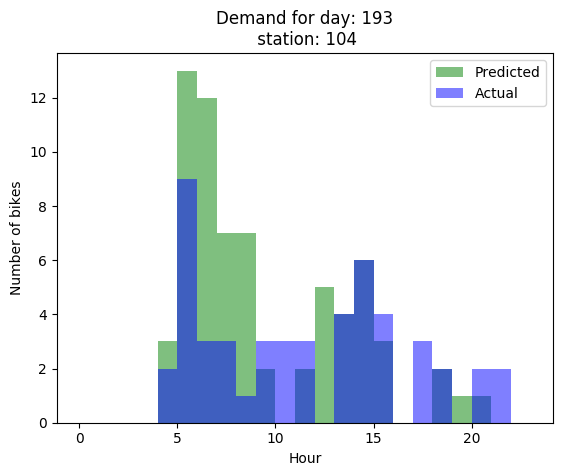 Demand for day: 193
station: 104
Predicted
Actual
Number of bikes
12
10
8
6
4
2
0
0
5
10
15
20
Hour